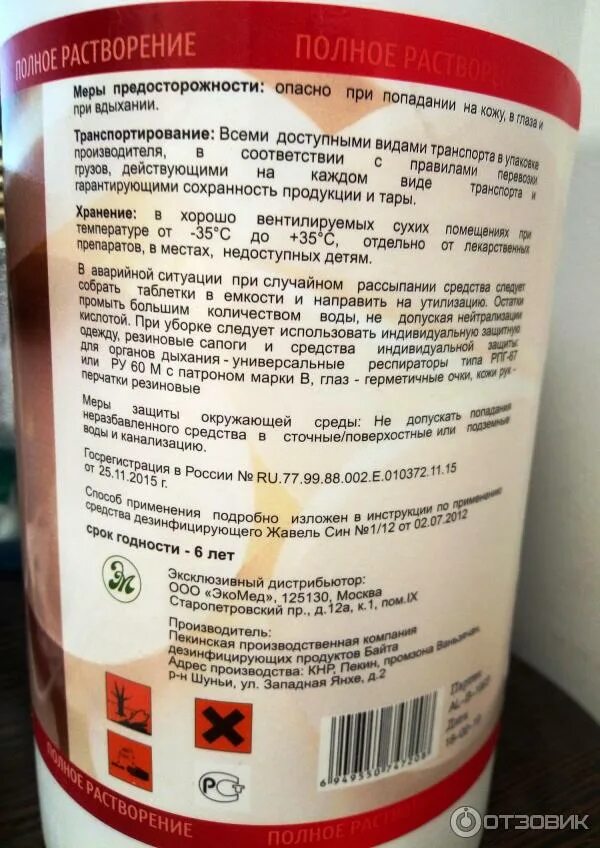 ПОЛНОЕ РАСТВОРЕНИЕ ПОЛНОЕ РАСТВОРЕ
Меры предосторожности: опасно при попадании на кожу, в глаза и
при вдыхании.
Транспортирование: Всеми доступными видами транспорта в упаковке
производителя, в соответствии с правилами перевозки
грузов, действующими на каждом виде транспорта и
гарантирующими сохранность продукции и тары.
Хранение: в хорошо вентилируемых сухих помещениях при
температуре от -35°С до +35°С, отдельно от лекарственных
препаратов, в местах, недоступных детям.
В аварийной ситуации при случайном рассыпании средства следует
собрать таблетки в емкости и направить на утилизацию. Остатки
промыть большим количеством воды, не допуская нейтрализации
кислотой. При уборке следует использовать индивидуальную защитную
одежду, резиновые сапоги и средства индивидуальной защиты:
для органов дыхания - универсальные респираторы типа РПГ-67
или РУ 60 М с патроном марки В, глаз - герметичные очки, кожи рук -
перчатки резиновые
Меры защиты окружающей среды: Не допускать попадания
неразбавленного средства в сточные/поверхностные или подземные
воды и канализацию.
Госрегистрация в России № RU.77.99.88.002.Е.010372.11.15
от 25.11.2015 г.
Способ применения подробно изложен в инструкции по применению
средства дезинфицирующего Жавель Син №1/12 от 02.07.2012
срок годности - 6 лет
Эксклюзивный дистрибьютор:
ООО «ЭкоМед», 125130, Москва
Старопетровский пр., д.12а, к.1, пом.IX
Производитель:
Пекинская производственная компания
дезинфицирующих продуктов Байта
Адрес производства: КНР, Пекин, промзона Ваньзичан,
р-н Шуньи, ул. Западная Янхе, д.2
Партия
Дата
6 949550 747208
ПОЛНОЕ РАСТВОРЕНИЕ
ОТЗОВИК